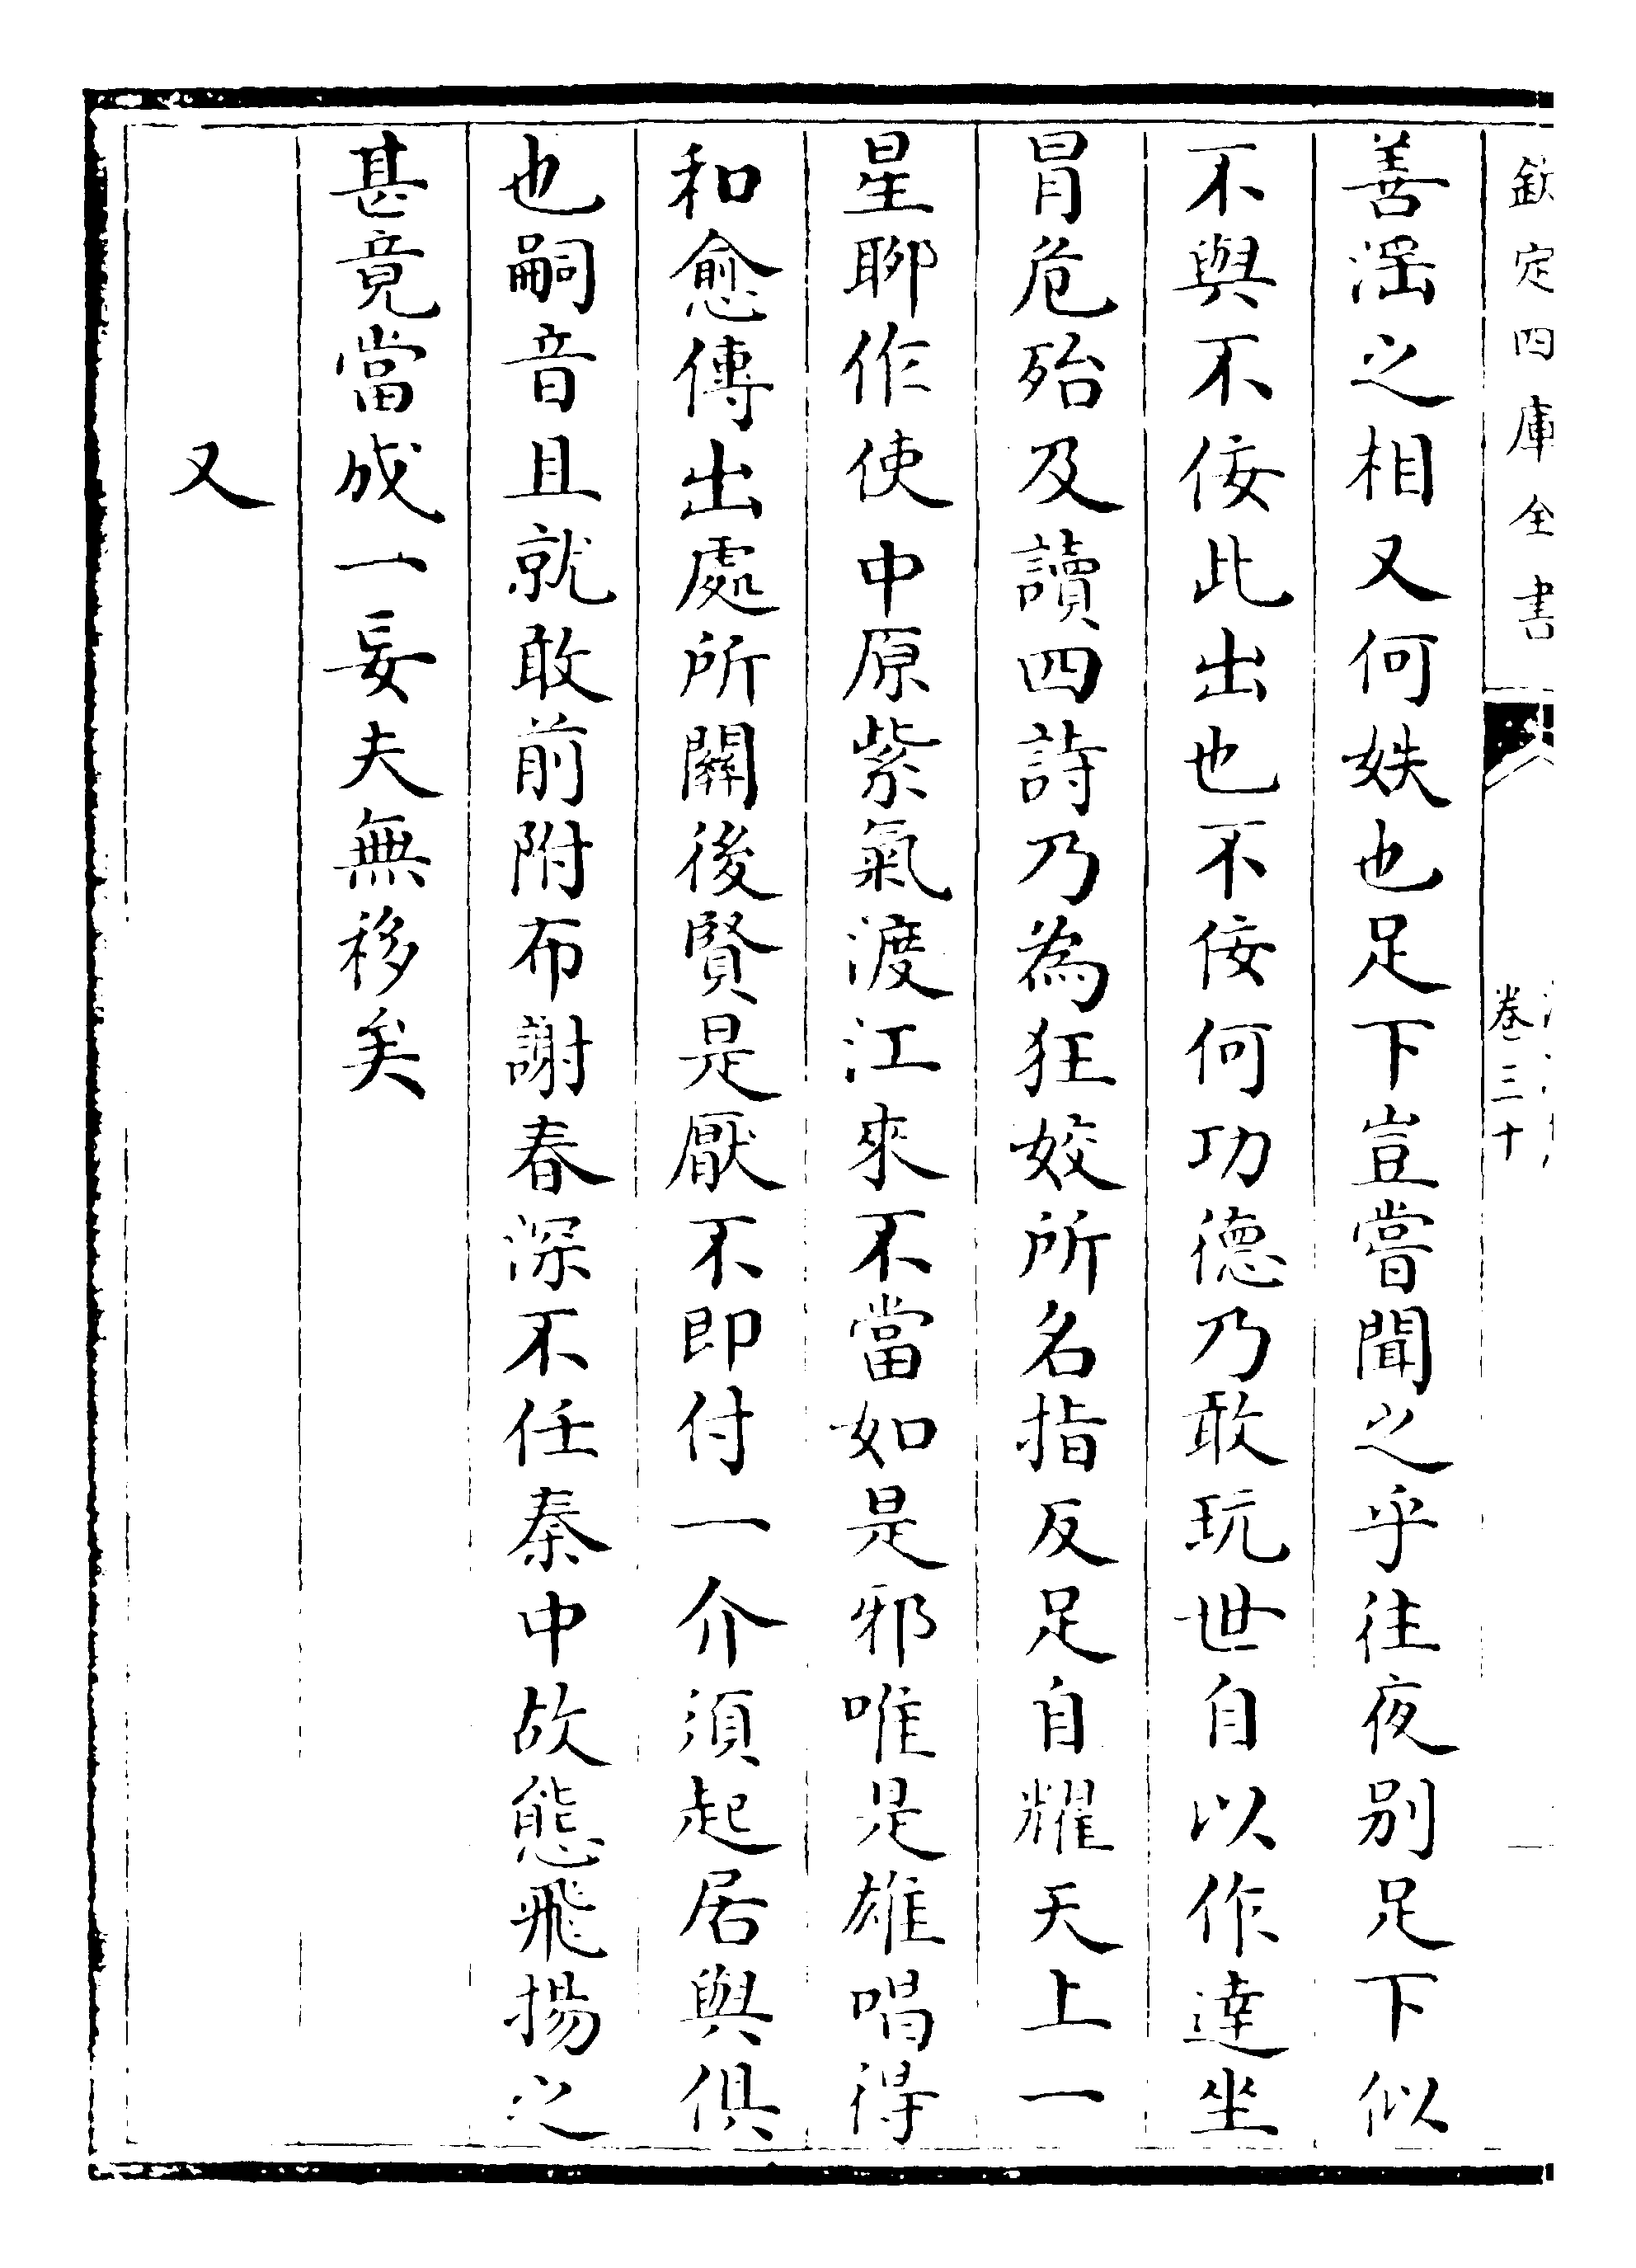 欽定四庫全書
卷三十
善淫之相又何妷也足下豈嘗聞之乎往夜别足下似
不與不佞此出也不佞何功德乃敢玩世自以作達坐
冐危殆及讀四詩乃為狂姣所名指反足自耀天上一
星聊作使中原紫氣渡江來不當如是邪唯是雄唱得
和愈傳出處所關後賢是厭不即付一介須起居與俱
也嗣音且就敢前附布謝春深不任秦中故態飛揚之
甚竟當成一妄夫無移矣
又